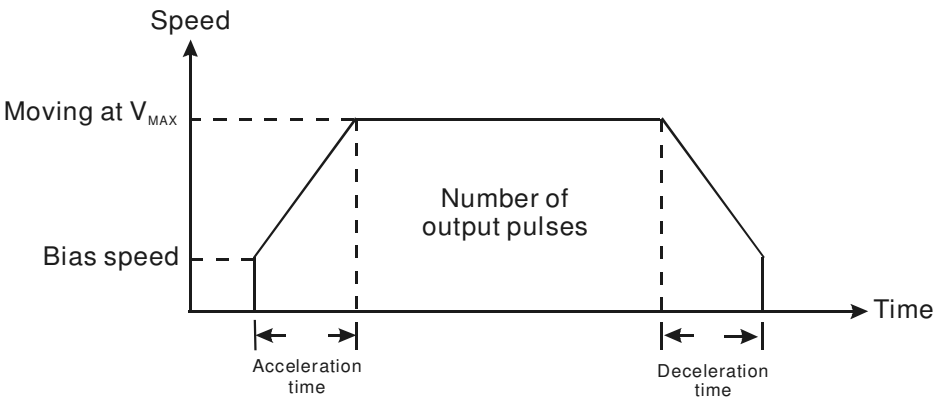 Speed
Moving at VMAX
Number of
output pulses
Bias speed
Time
Acceleration
time
Deceleration
time